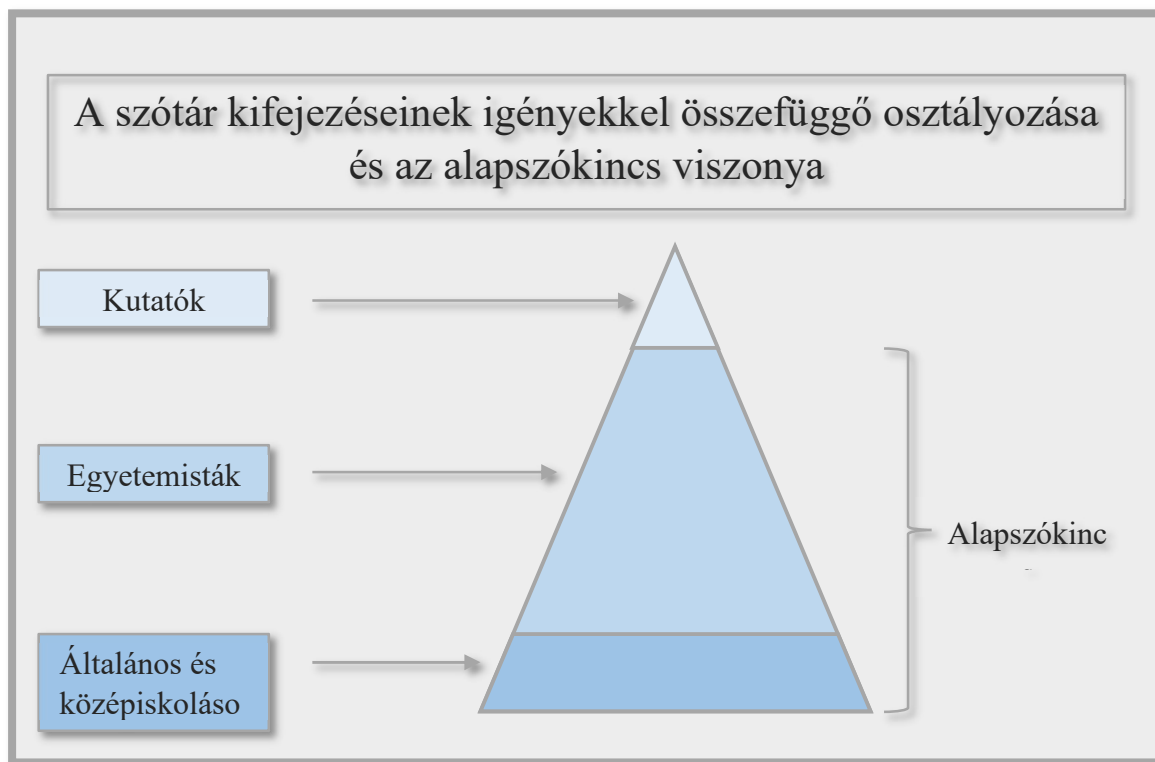 A szótár kifejezéseinek igényekkel összefüggő osztályozása
és az alapszókincs viszonya
Kutatók
Egyetemisták
Alapszókinc
Általános és
középiskoláso